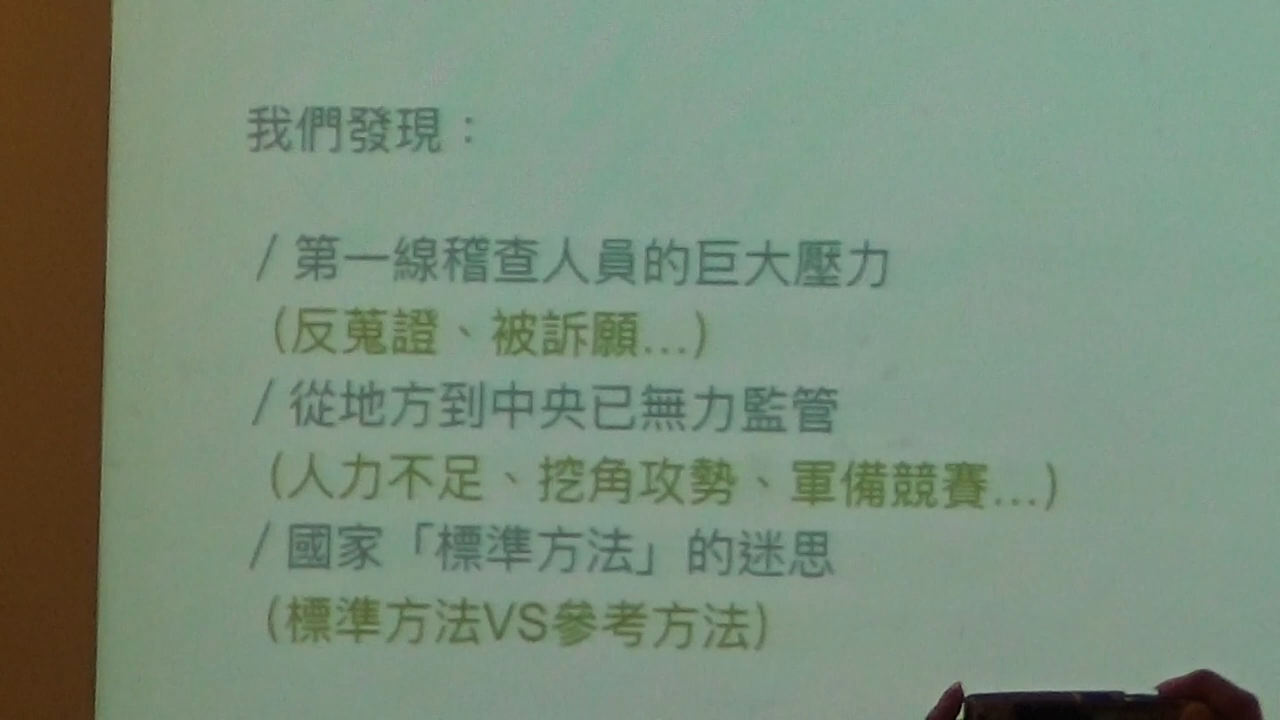 我們發現：
/ 第一線稽查人員的巨大壓力
(反蒐證、被訴願...)
/ 從地方到中央已無力監管
(人力不足、挖角攻勢、軍備競賽...)
/ 國家「標準方法」的迷思
(標準方法VS參考方法)